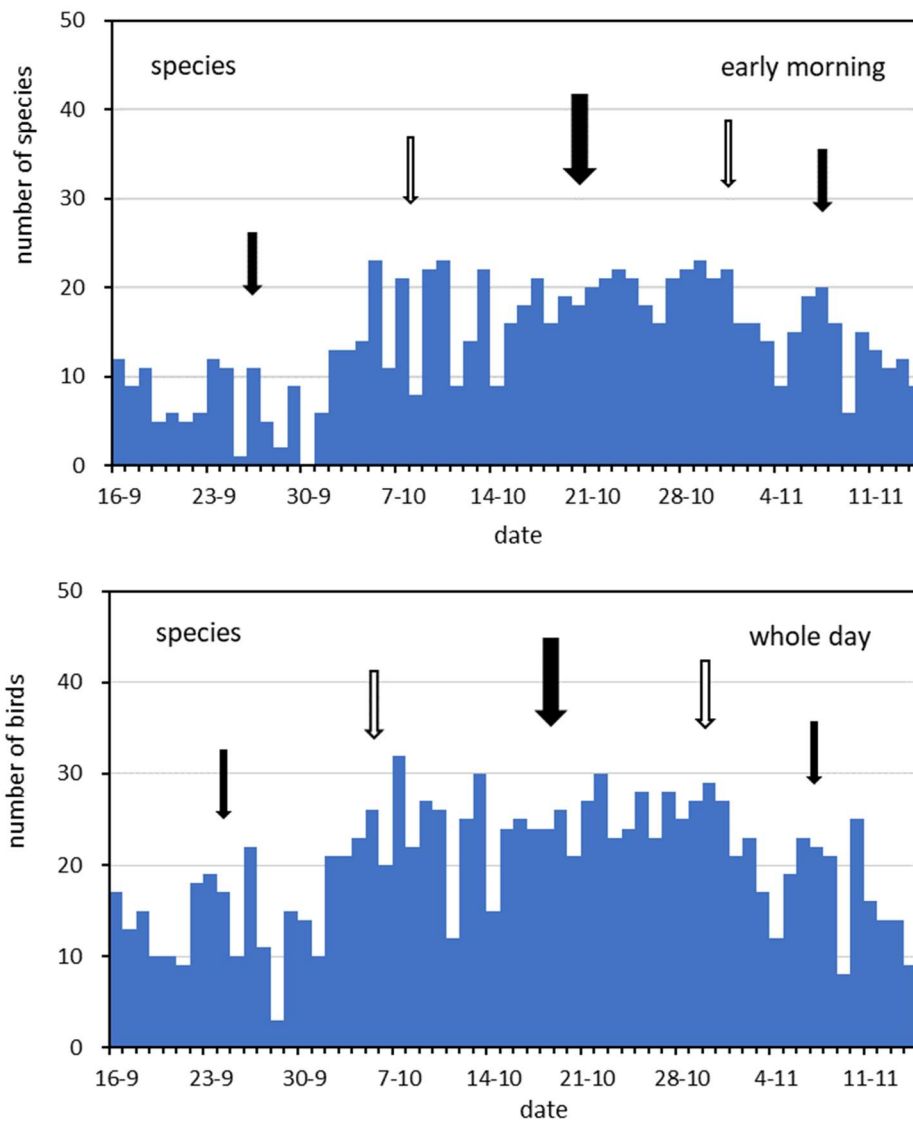 50
species
early morning
40
30
20
10
0
number of species
16-9 23-9 30-9 7-10 14-10 21-10 28-10 4-11 11-11
date
50
species
whole day
40
30
20
10
0
number of birds
16-9 23-9 30-9 7-10 14-10 21-10 28-10 4-11 11-11
date